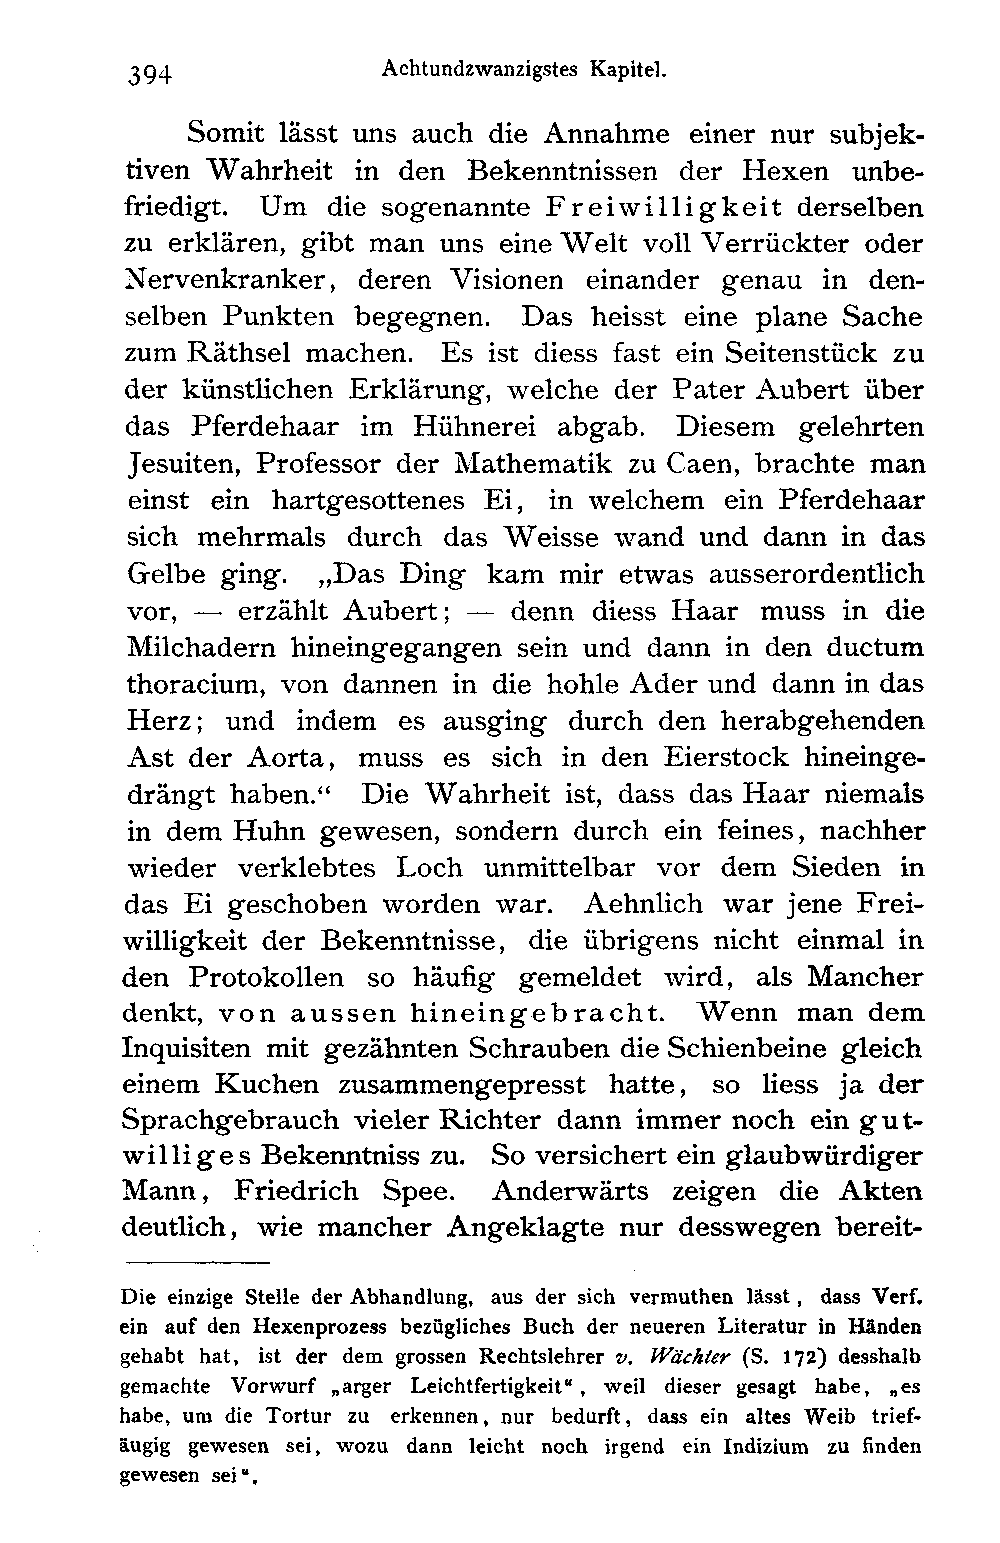 394
Achtundzwanzigstes Kapitel.
Somit lässt uns auch die Annahme einer nur subjek-
tiven Wahrheit in den Bekenntnissen der Hexen unbe-
friedigt. Um die sogenannte Freiwilligkeit derselben
zu erklären, gibt man uns eine Welt voll Verrückter oder
Nervenkranker, deren Visionen einander genau in den-
selben Punkten begegnen. Das heisst eine plane Sache
zum Räthsel machen. Es ist diess fast ein Seitenstück zu
der künstlichen Erklärung, welche der Pater Aubert über
das Pferdehaar im Hühnerei abgab. Diesem gelehrten
Jesuiten, Professor der Mathematik zu Caen, brachte man
einst ein hartgesottenes Ei, in welchem ein Pferdehaar
sich mehrmals durch das Weisse wand und dann in das
Gelbe ging. „Das Ding kam mir etwas ausserordentlich
vor, — erzählt Aubert; — denn diess Haar muss in die
Milchadern hineingegangen sein und dann in den ductum
thoracium, von dannen in die hohle Ader und dann in das
Herz; und indem es ausging durch den herabgehenden
Ast der Aorta, muss es sich in den Eierstock hineinge-
drängt haben.“ Die Wahrheit ist, dass das Haar niemals
in dem Huhn gewesen, sondern durch ein feines, nachher
wieder verklebtes Loch unmittelbar vor dem Sieden in
das Ei geschoben worden war. Aehnlich war jene Frei-
willigkeit der Bekenntnisse, die übrigens nicht einmal in
den Protokollen so häufig gemeldet wird, als Mancher
denkt, von aussen hineingebracht. Wenn man dem
Inquisiten mit gezähnten Schrauben die Schienbeine gleich
einem Kuchen zusammengepresst hatte, so liess ja der
Sprachgebrauch vieler Richter dann immer noch ein gut-
williges Bekenntniss zu. So versichert ein glaubwürdiger
Mann, Friedrich Spee. Anderwärts zeigen die Akten
deutlich, wie mancher Angeklagte nur desswegen bereit-
Die einzige Stelle der Abhandlung, aus der sich vermuthen lässt, dass Verf.
ein auf den Hexenprozess bezügliches Buch der neueren Literatur in Händen
gehabt hat, ist der dem grossen Rechtslehrer v. Wächter (S. 172) desshalb
gemachte Vorwurf „arger Leichtfertigkeit“, weil dieser gesagt habe, „es
habe, um die Tortur zu erkennen, nur bedurft, dass ein altes Weib trief-
äugig gewesen sei, wozu dann leicht noch irgend ein Indizium zu finden
gewesen sei“.